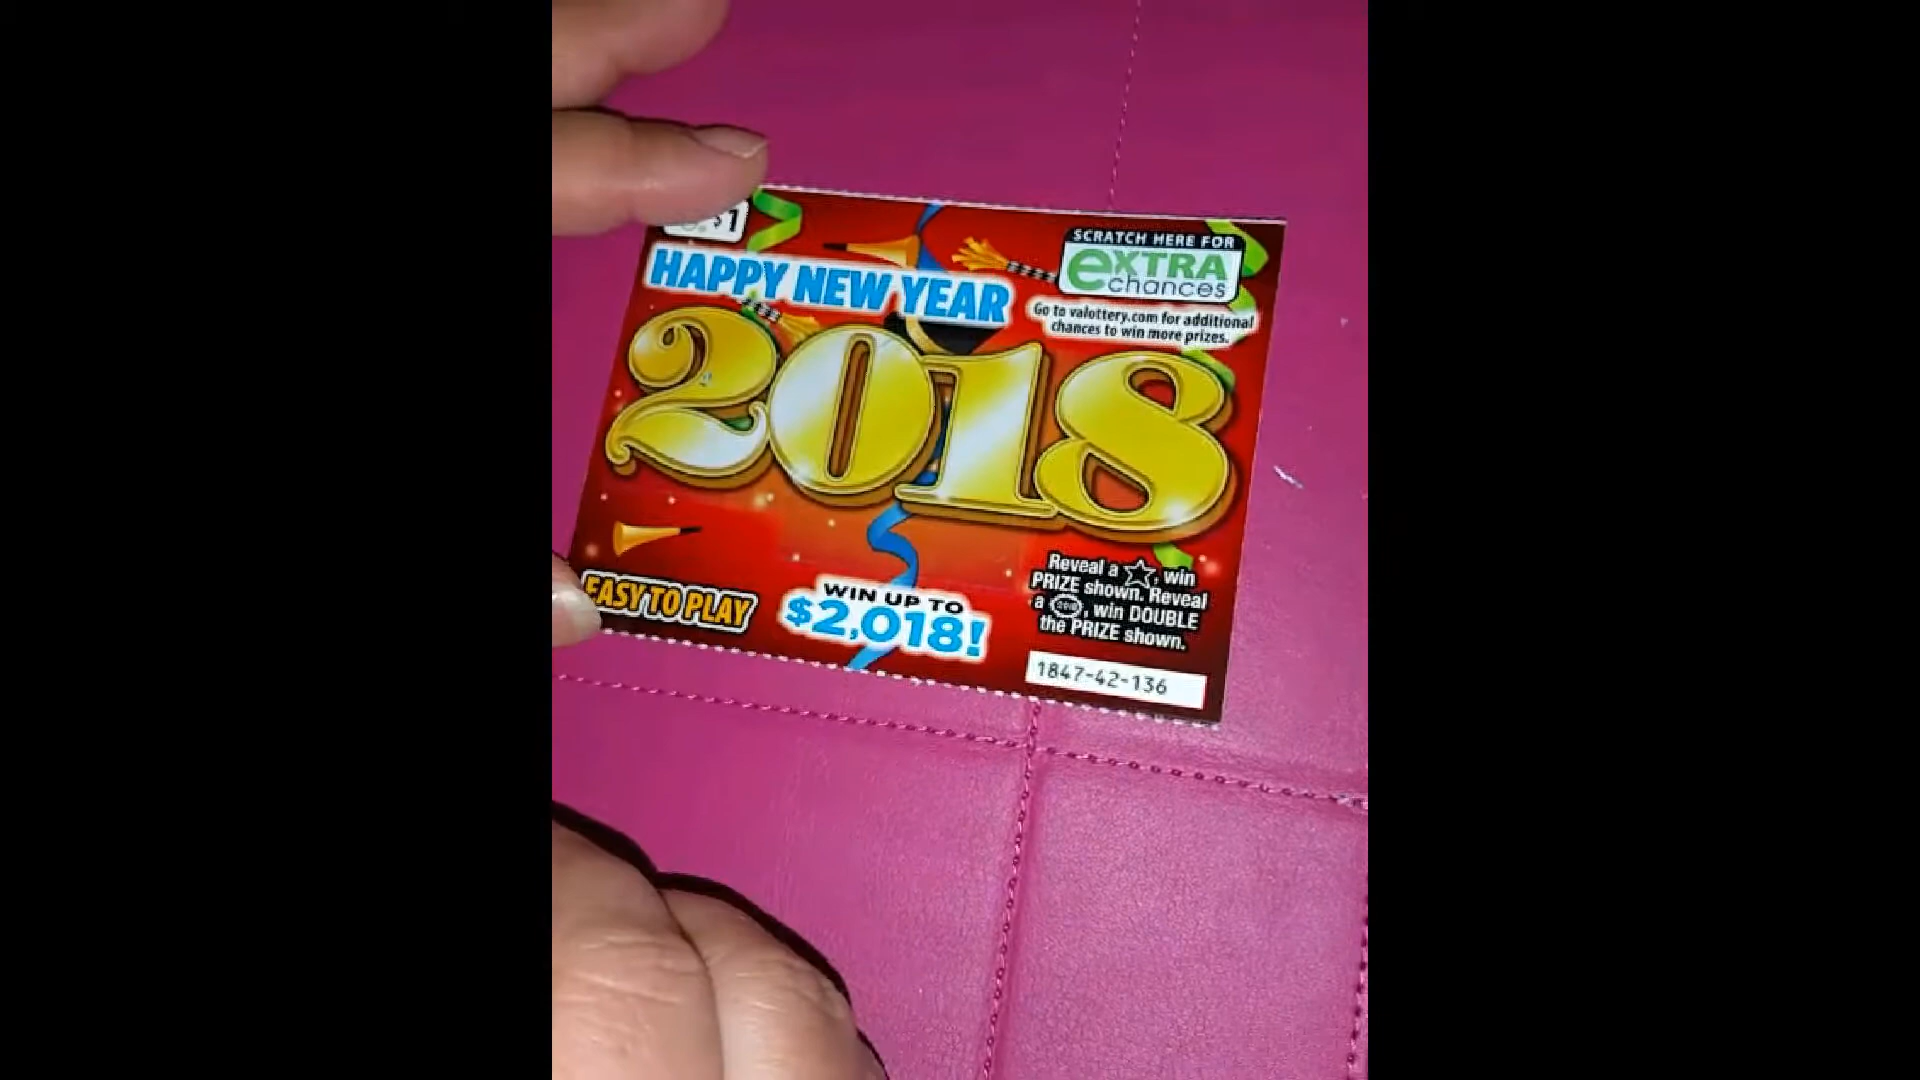 $1
HAPPY NEW YEAR
SCRATCH HERE FOR
eXTRA
chances
Go to valottery.com for additional
chances to win more prizes.
2018
EASY TO PLAY
WIN UP TO
$2,018!
Reveal a , win
PRIZE shown. Reveal
a 2018, win DOUBLE
the PRIZE shown.
1847-42-136